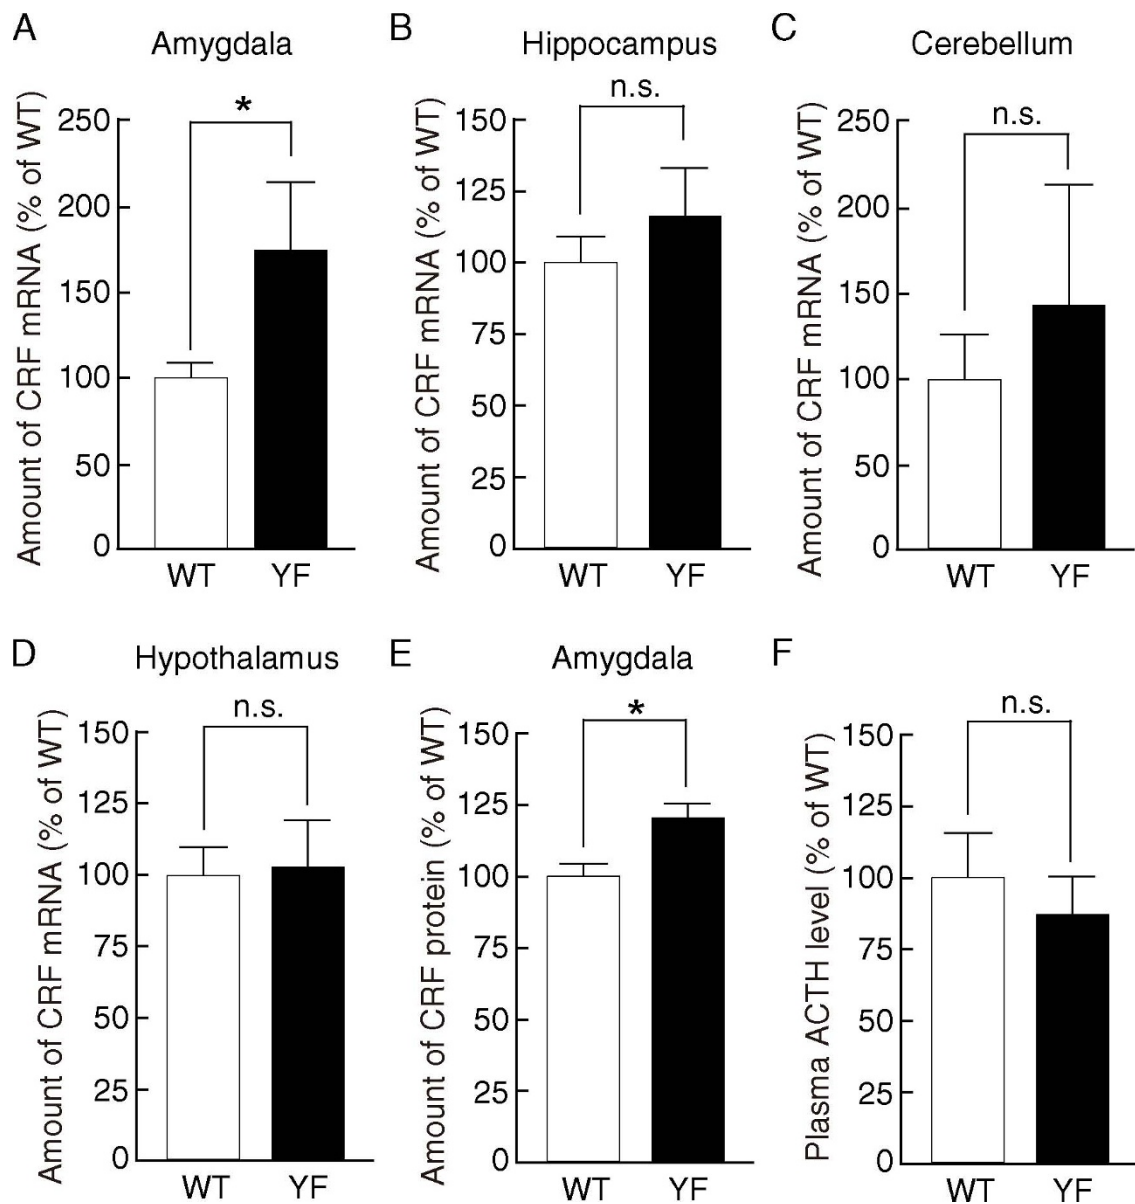 A
Amygdala
Amount of CRF mRNA (% of WT)
250
200
150
100
50
0
*
WT
YF
B
Hippocampus
Amount of CRF mRNA (% of WT)
150
125
100
75
50
25
0
n.s.
WT
YF
C
Cerebellum
Amount of CRF mRNA (% of WT)
250
200
150
100
50
0
n.s.
WT
YF
D
Hypothalamus
Amount of CRF mRNA (% of WT)
150
125
100
75
50
25
0
n.s.
WT
YF
E
Amygdala
Amount of CRF protein (% of WT)
150
125
100
75
50
25
0
*
WT
YF
F
Plasma ACTH level (% of WT)
150
125
100
75
50
25
0
n.s.
WT
YF